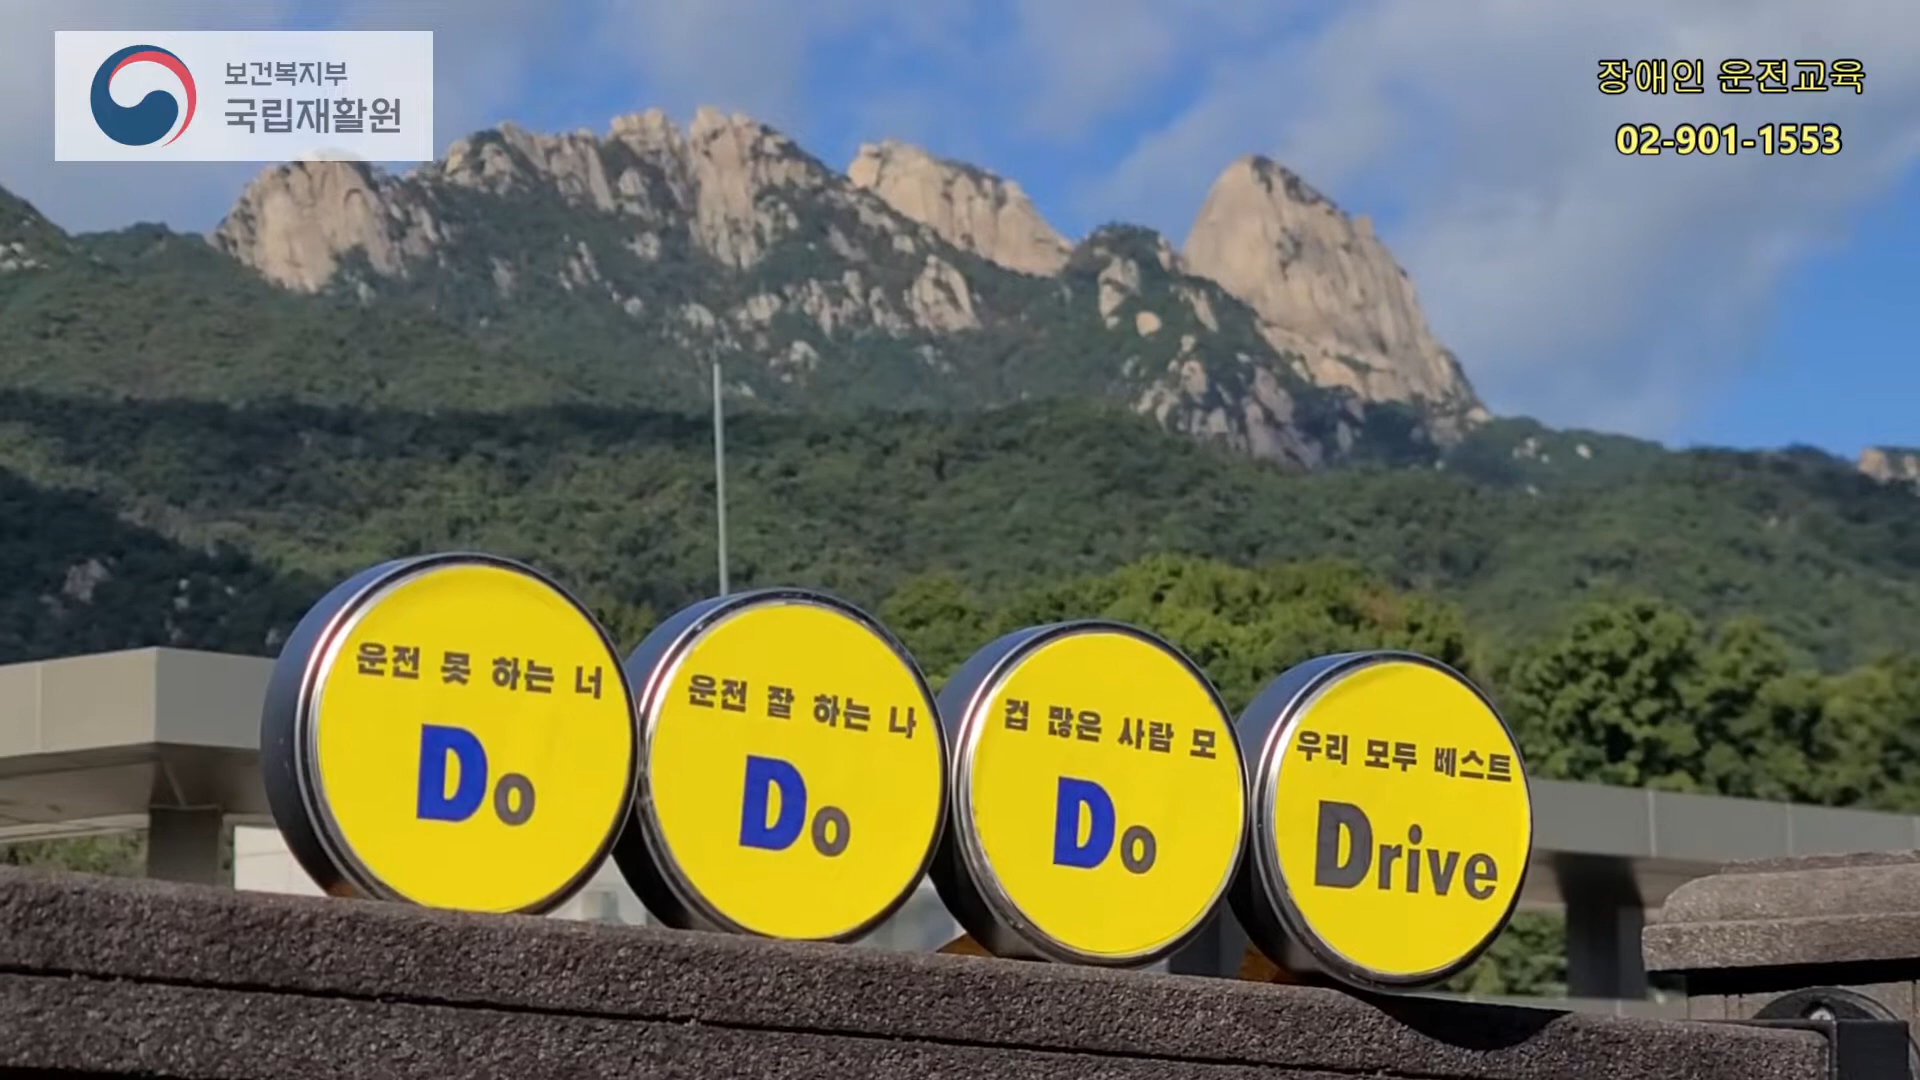 보건복지부
국립재활원
장애인 운전교육
02-901-1553
운전 못 하는 너
Do
운전 잘 하는 나
Do
겁 많은 사람 모
Do
우리 모두 베스트
Drive